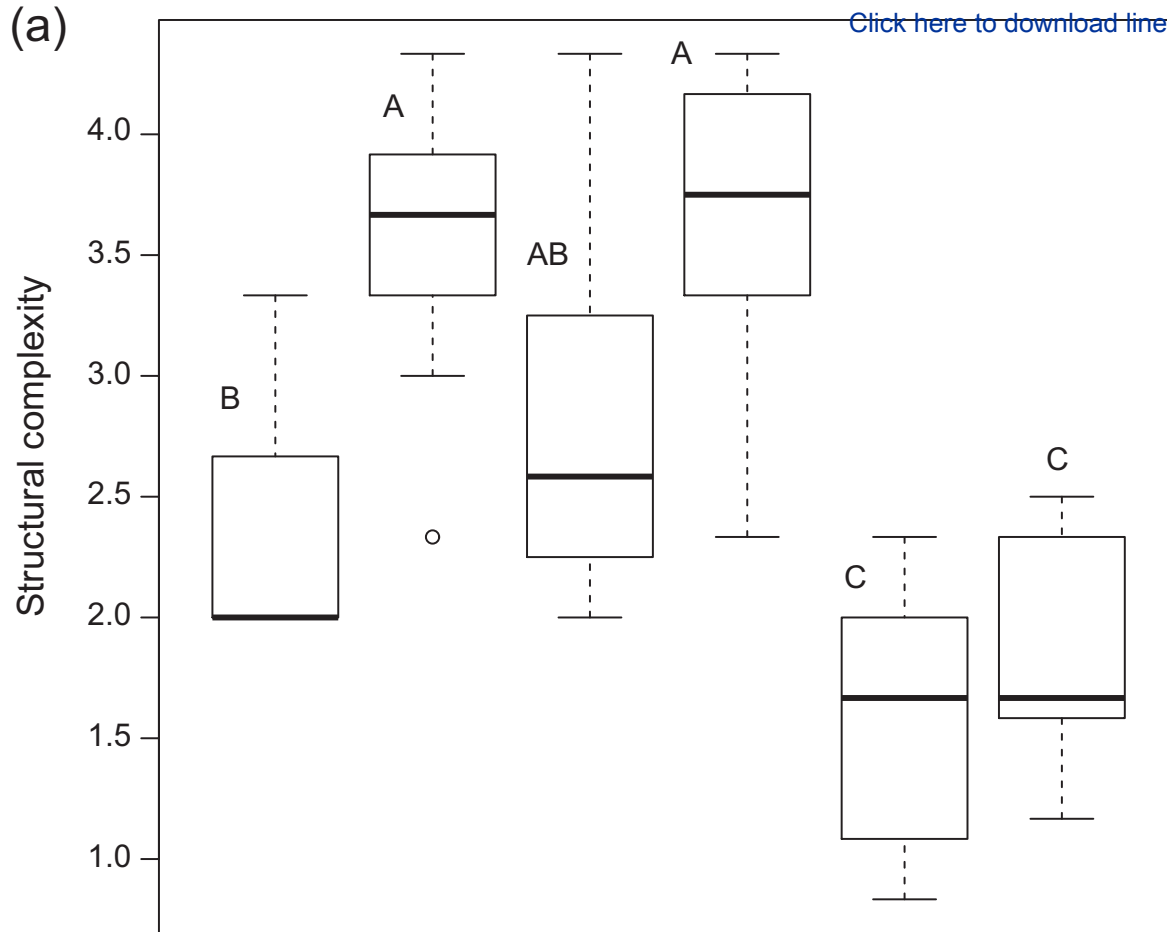 (a)
Click here to download line
A
A
4.0
3.5
AB
3.0
B
2.5
C
2.0
C
1.5
1.0
Structural complexity